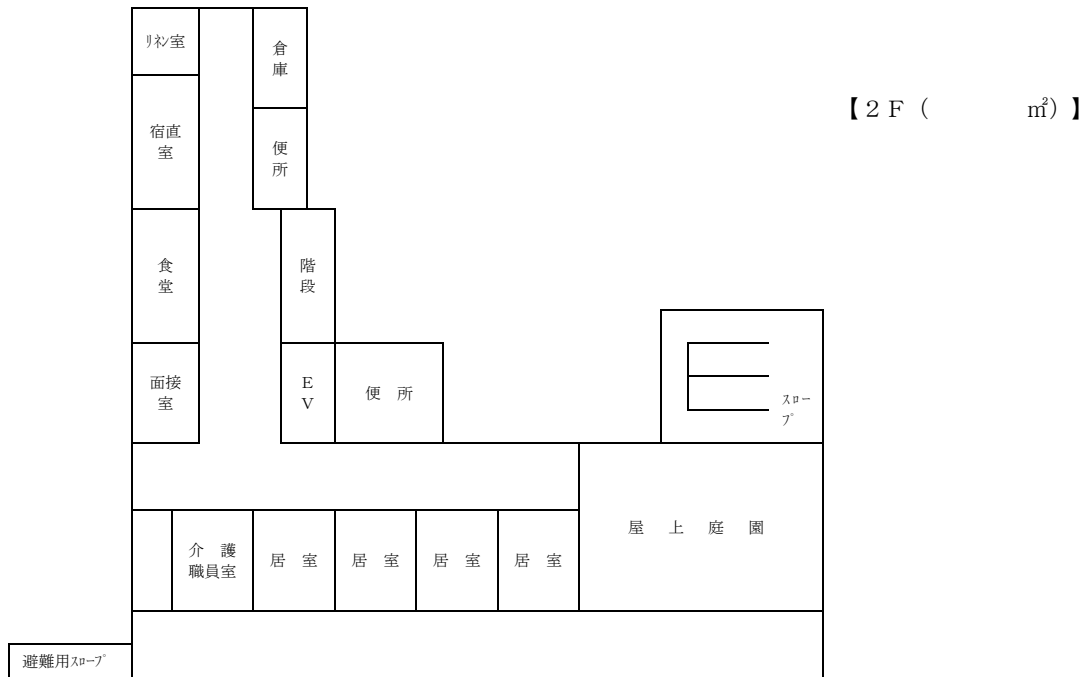 ﾘﾈﾝ室
倉
庫
【２Ｆ（　　　　　㎡）】
宿直
室
便
所
食
堂
階
段
面接
室
Ｅ
Ｖ
便　所
ｽﾛｰ
ﾌﾟ
屋　上　庭　園
介　護
職員室
居　室
居　室
居　室
居　室
避難用ｽﾛｰﾌﾟ